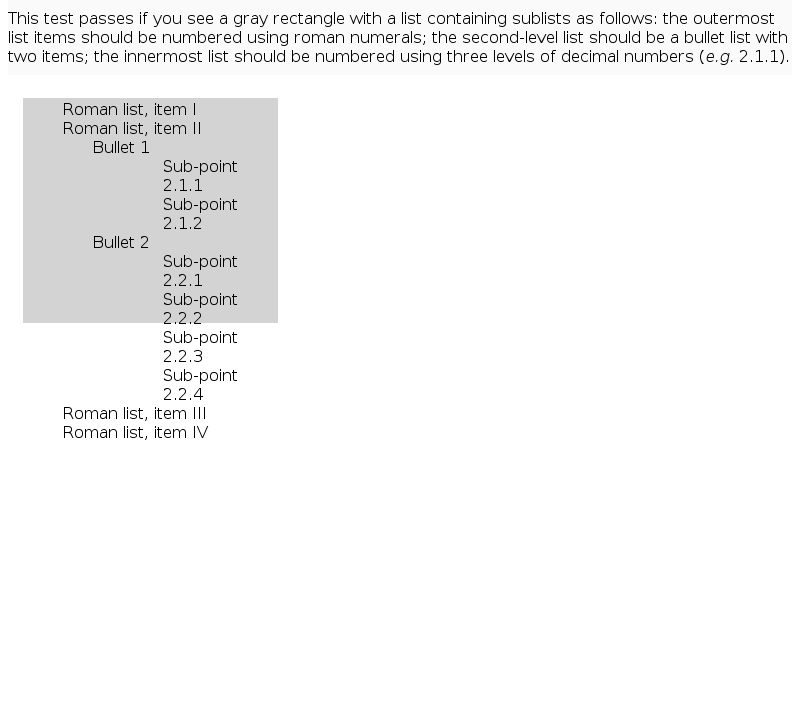 This test passes if you see a gray rectangle with a list containing sublists as follows: the outermost
list items should be numbered using roman numerals; the second-level list should be a bullet list with
two items; the innermost list should be numbered using three levels of decimal numbers (e.g. 2.1.1).
Roman list, item I
Roman list, item II
Bullet 1
Sub-point
2.1.1
Sub-point
2.1.2
Bullet 2
Sub-point
2.2.1
Sub-point
2.2.2
Sub-point
2.2.3
Sub-point
2.2.4
Roman list, item III
Roman list, item IV